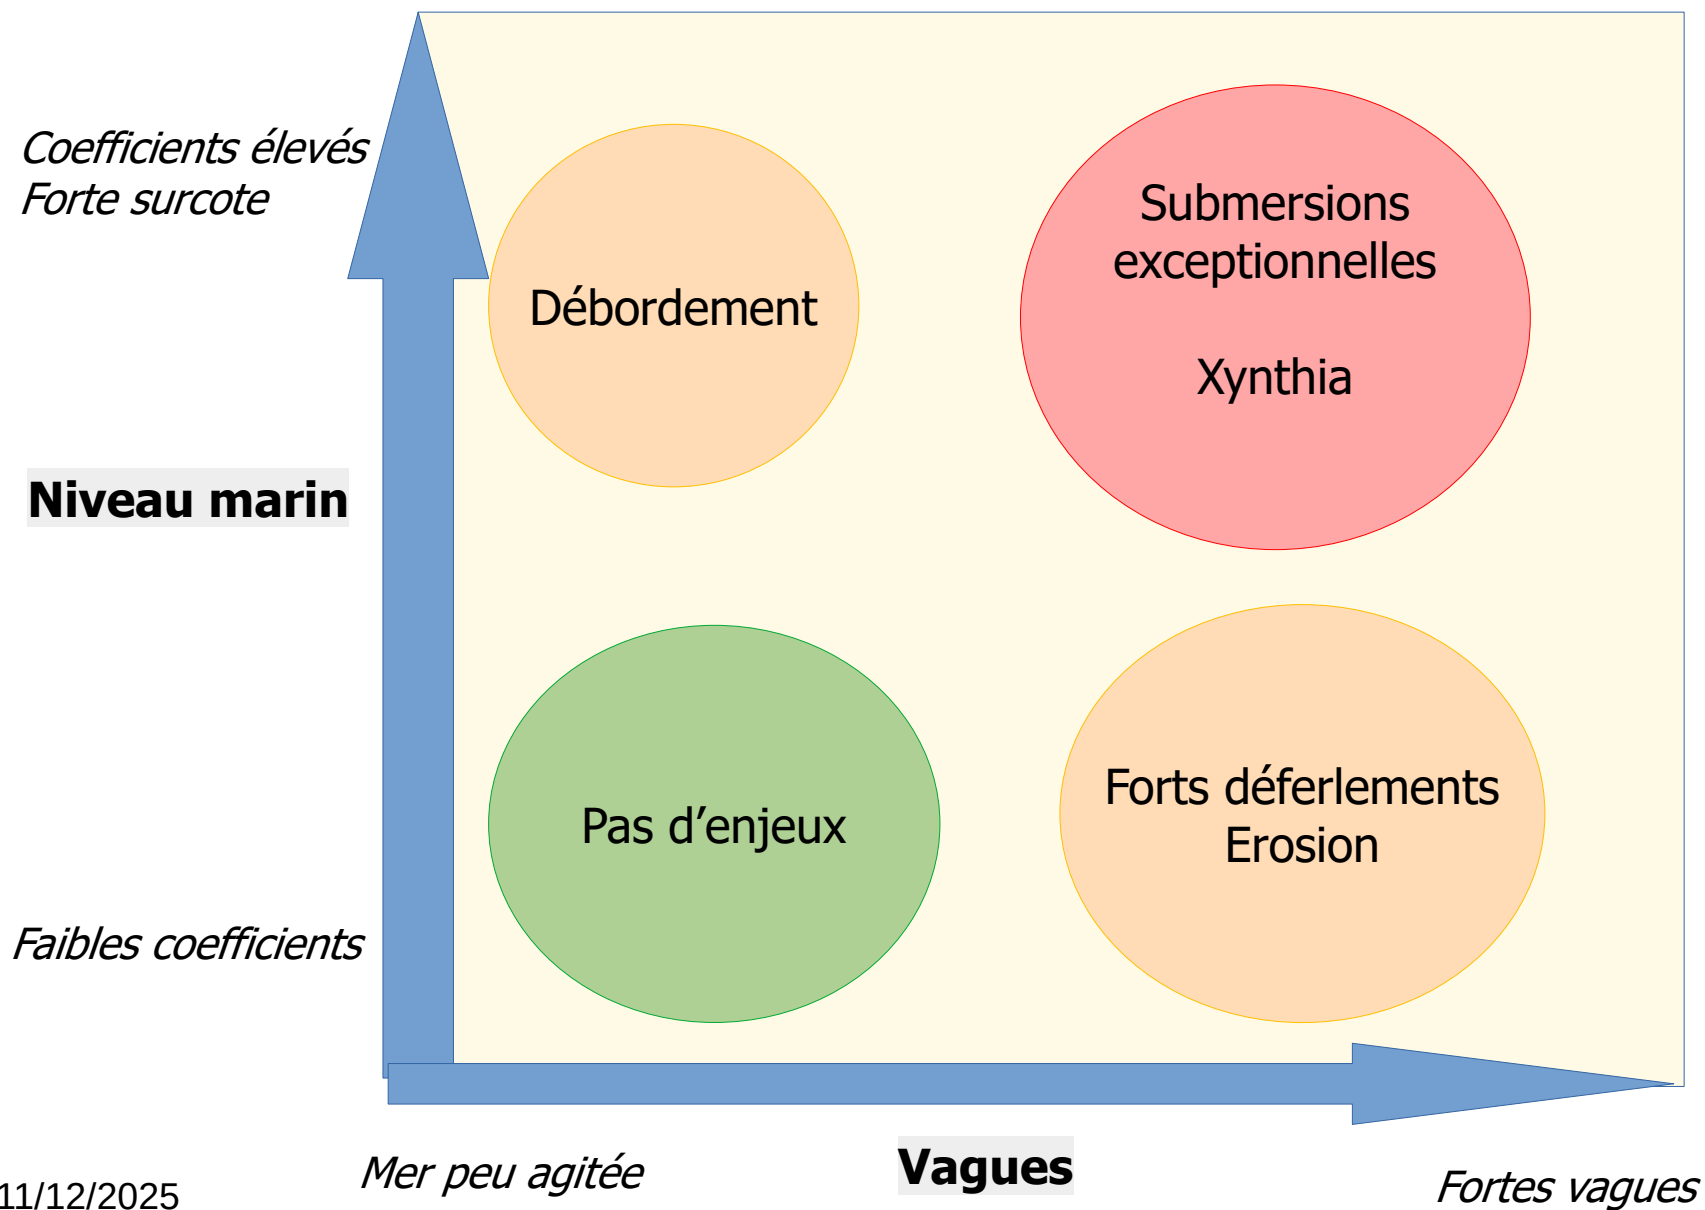 Coefficients élevés
Forte surcote
Débordement
Submersions
exceptionnelles
Xynthia
Niveau marin
Pas d’enjeux
Forts déferlements
Erosion
Faibles coefficients
Mer peu agitée
Vagues
Fortes vagues
11/12/2025